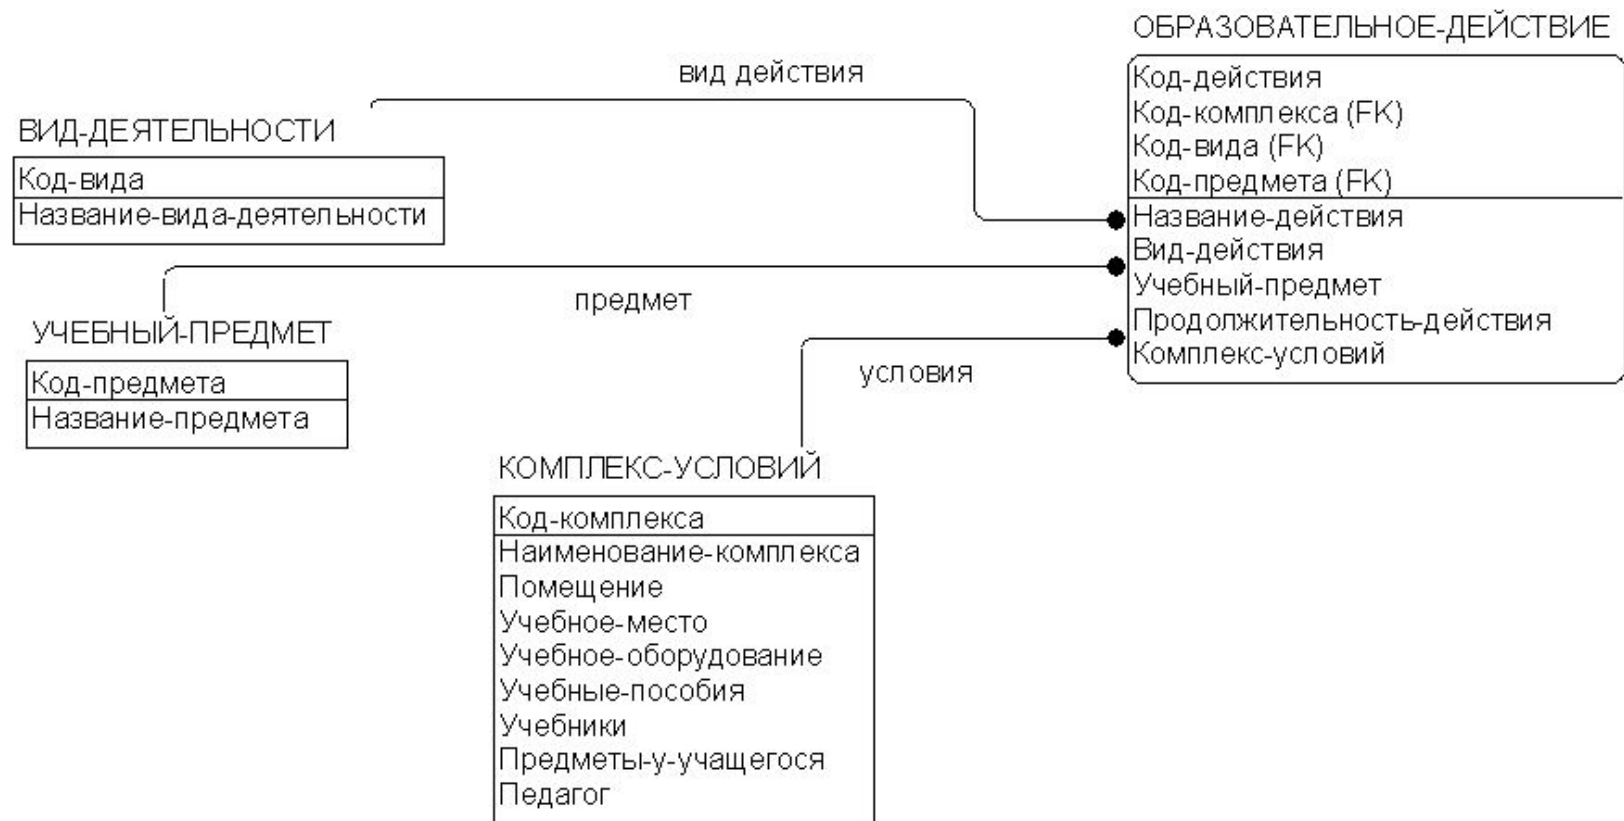 ОБРАЗОВАТЕЛЬНОЕ-ДЕЙСТВИЕ
Код-действия
Код-комплекса (FK)
Код-вида (FK)
Код-предмета (FK)
Название-действия
Вид-действия
Учебный-предмет
Продолжительность-действия
Комплекс-условий
вид действия
ВИД-ДЕЯТЕЛЬНОСТИ
Код-вида
Название-вида-деятельности
предмет
УЧЕБНЫЙ-ПРЕДМЕТ
Код-предмета
Название-предмета
условия
КОМПЛЕКС-УСЛОВИЙ
Код-комплекса
Наименование-комплекса
Помещение
Учебное-место
Учебное-оборудование
Учебные-пособия
Учебники
Предметы-у-учащегося
Педагог